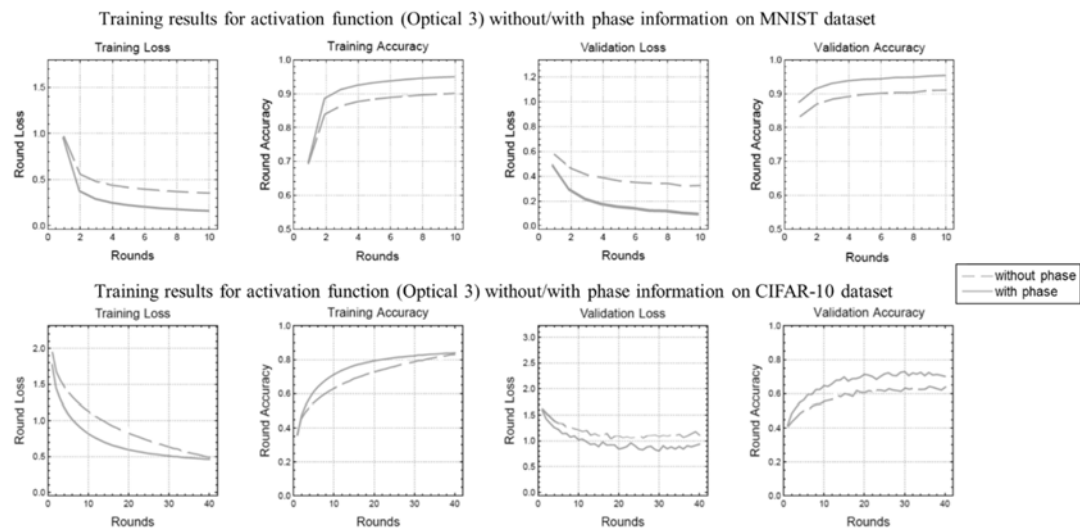 Training results for activation function (Optical 3) without/with phase information on MNIST dataset
Training Loss
Training Accuracy
Validation Loss
Validation Accuracy
Round Loss
1.5
1.0
0.5
0.0
0 2 4 6 8 10
Rounds
Round Accuracy
1.0
0.9
0.8
0.7
0.6
0.5
0 2 4 6 8 10
Rounds
Round Loss
1.2
1.0
0.8
0.6
0.4
0.2
0.0
0 2 4 6 8 10
Rounds
Round Accuracy
1.0
0.9
0.8
0.7
0.6
0.5
0 2 4 6 8 10
Rounds
without phase
with phase
Training results for activation function (Optical 3) without/with phase information on CIFAR-10 dataset
Training Loss
Training Accuracy
Validation Loss
Validation Accuracy
Round Loss
2.0
1.5
1.0
0.5
0.0
0 10 20 30 40
Rounds
Round Accuracy
1.0
0.8
0.6
0.4
0.2
0.0
0 10 20 30 40
Rounds
Round Loss
3.0
2.5
2.0
1.5
1.0
0.5
0.0
0 10 20 30 40
Rounds
Round Accuracy
1.0
0.8
0.6
0.4
0.2
0.0
0 10 20 30 40
Rounds